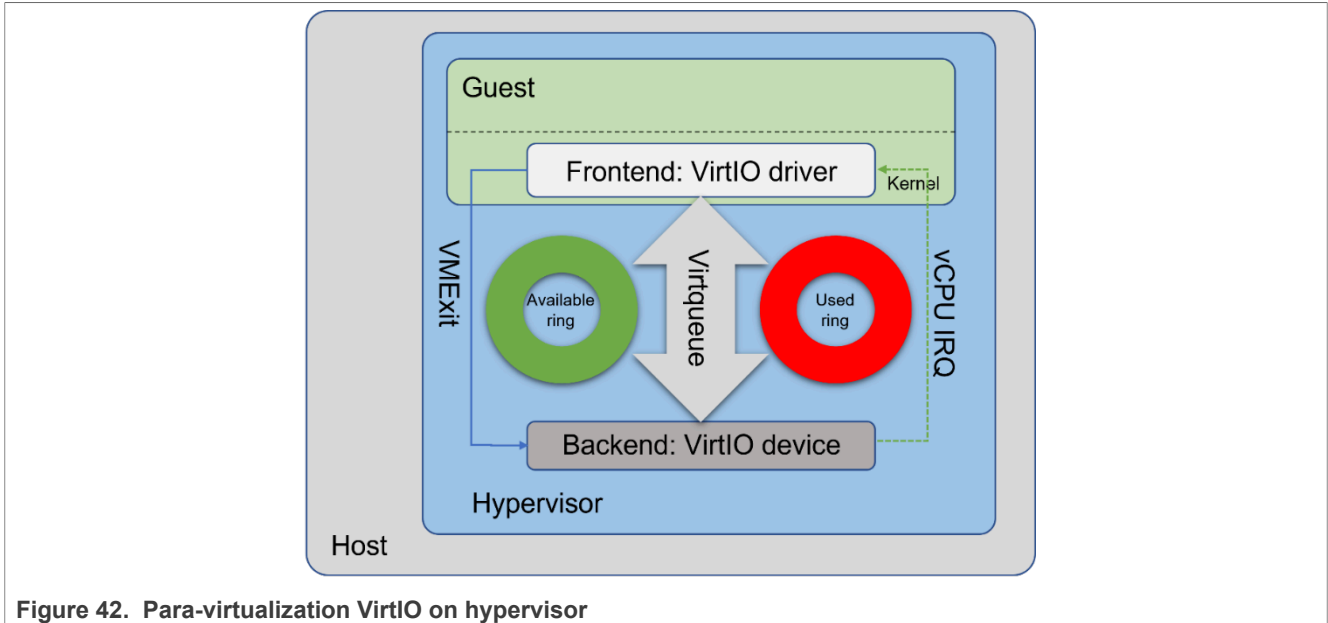 Guest
Frontend: VirtIO driver
Kernel
VMExit
Available
ring
Virtqueue
Used
ring
vCPU IRQ
Backend: VirtIO device
Hypervisor
Host
Figure 42. Para-virtualization VirtIO on hypervisor